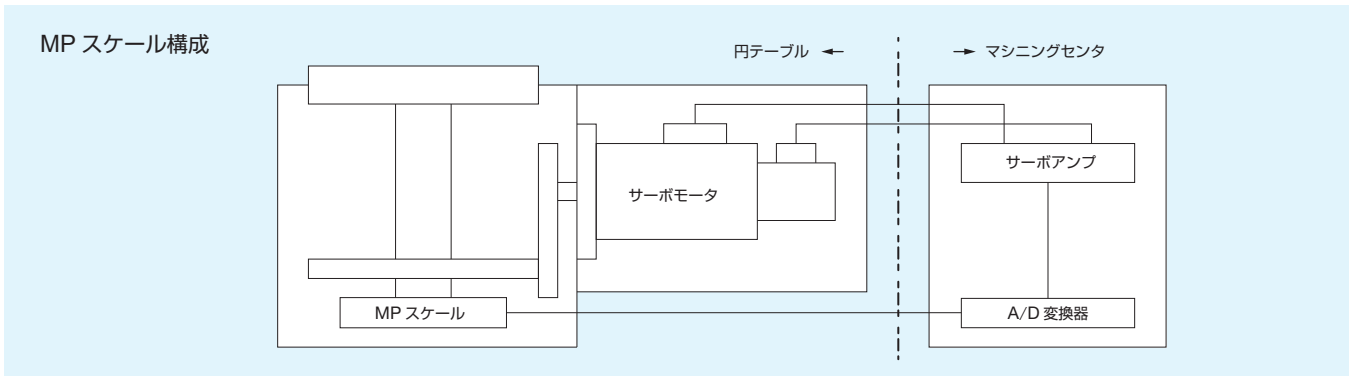 MP スケール構成
円テーブル ←
→ マシニングセンタ
サーボアンプ
サーボモータ
MP スケール
A/D 変換器